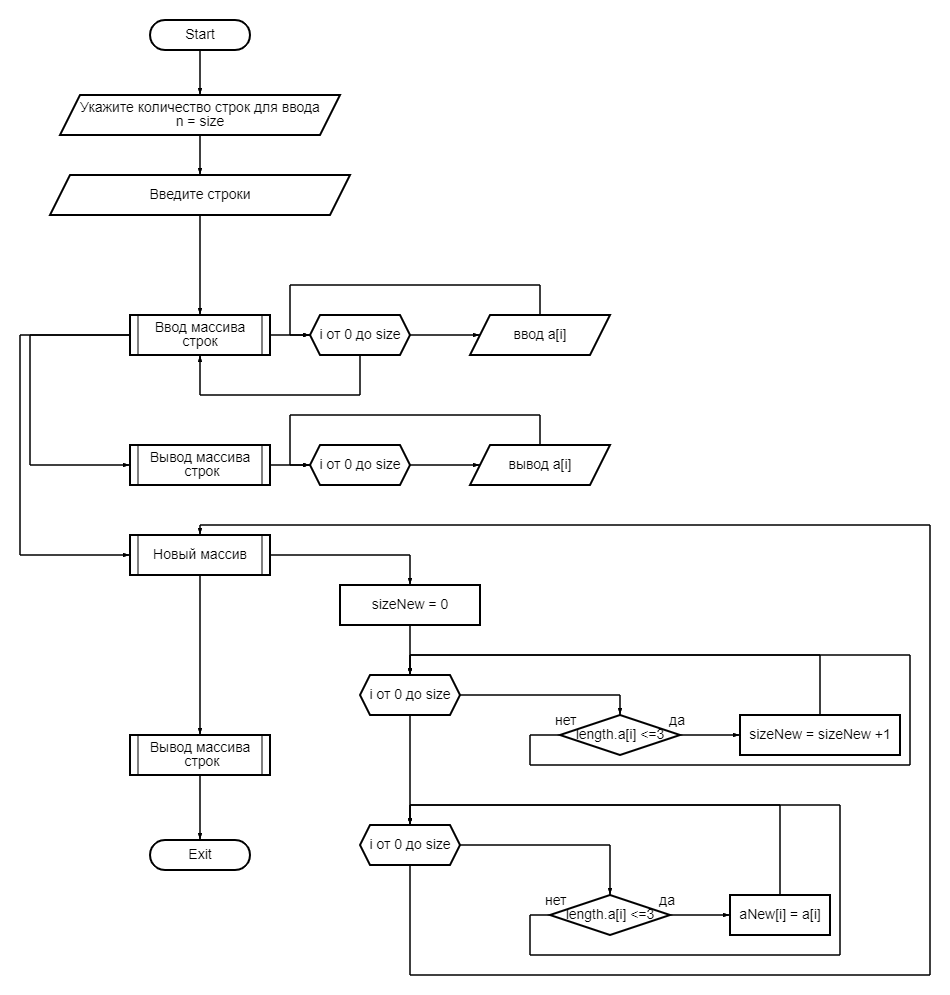 Start
Укажите количество строк для ввода
n = size
Введите строки
Ввод массива
строк
i от 0 до size
ввод a[i]
Вывод массива
строк
i от 0 до size
вывод a[i]
Новый массив
sizeNew = 0
i от 0 до size
нет
да
length.a[i] <=3
sizeNew = sizeNew +1
Вывод массива
строк
i от 0 до size
Exit
нет
да
length.a[i] <=3
aNew[i] = a[i]